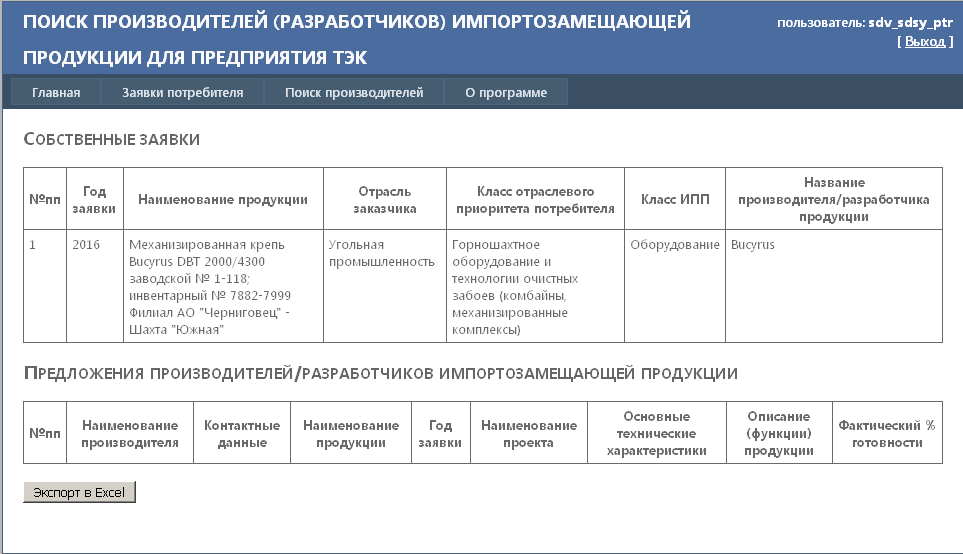 ПОИСК ПРОИЗВОДИТЕЛЕЙ (РАЗРАБОТЧИКОВ) ИМПОРТОЗАМЕЩАЮЩЕЙ
ПРОДУКЦИИ ДЛЯ ПРЕДПРИЯТИЯ ТЭК
пользователь: sdv_sdsy_ptr
[ Выход ]
Главная
Заявки потребителя
Поиск производителей
О программе
СОБСТВЕННЫЕ ЗАЯВКИ
№пп
Год
заявки
Наименование продукции
Отрасль
заказчика
Класс отраслевого
приоритета потребителя
Класс ИПП
Название
производителя/разработчика
продукции
1
2016
Механизированная крепь
Bucyrus DBT 2000/4300
заводской № 1-118;
инвентарный № 7882-7999
Филиал АО "Черниговец" -
Шахта "Южная"
Угольная
промышленность
Горношахтное
оборудование и
технологии очистных
забоев (комбайны,
механизированные
комплексы)
Оборудование
Bucyrus
ПРЕДЛОЖЕНИЯ ПРОИЗВОДИТЕЛЕЙ/РАЗРАБОТЧИКОВ ИМПОРТОЗАМЕЩАЮЩЕЙ ПРОДУКЦИИ
№пп
Наименование
производителя
Контактные
данные
Наименование
продукции
Год
заявки
Наименование
проекта
Основные
технические
характеристики
Описание
(функции)
продукции
Фактический %
готовности
Экспорт в Excel